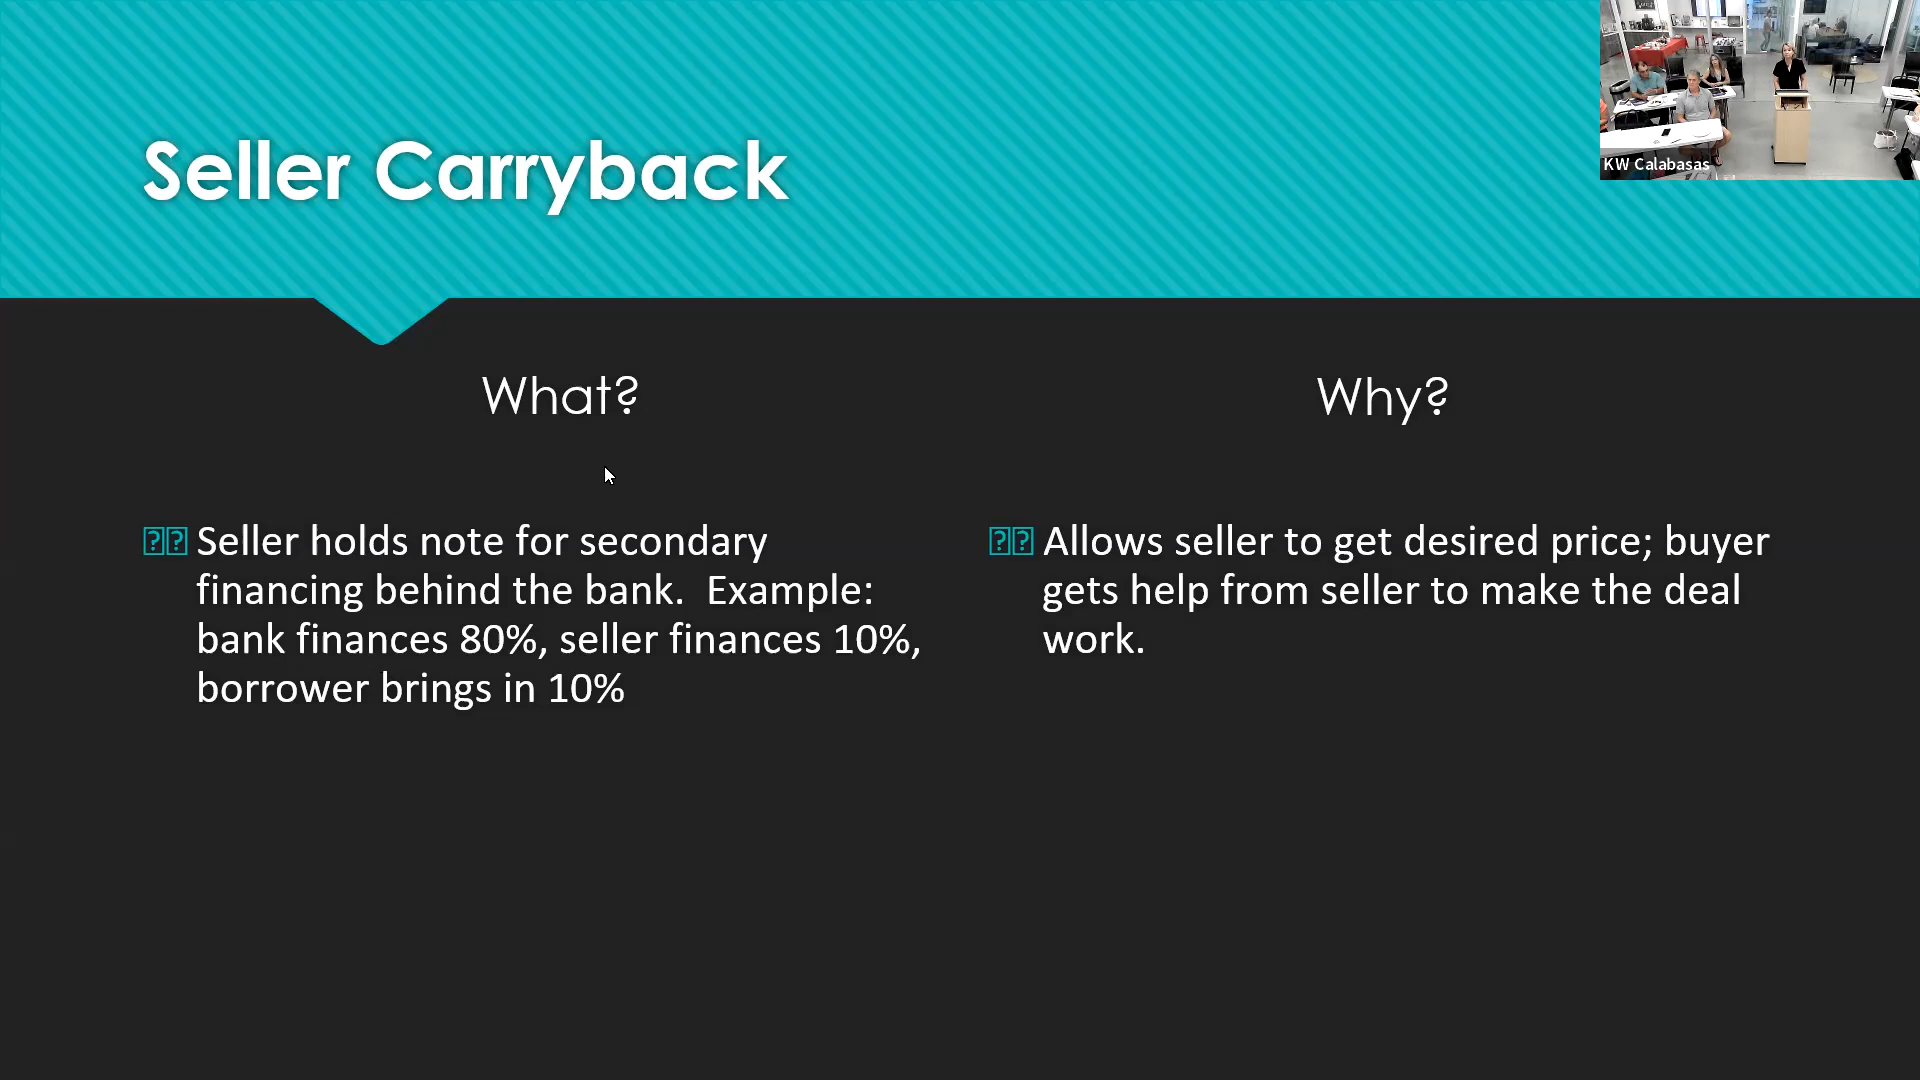 Seller Carryback
KW Calabasas
What?
Seller holds note for secondary
financing behind the bank.  Example:
bank finances 80%, seller finances 10%,
borrower brings in 10%
Why?
Allows seller to get desired price; buyer
gets help from seller to make the deal
work.